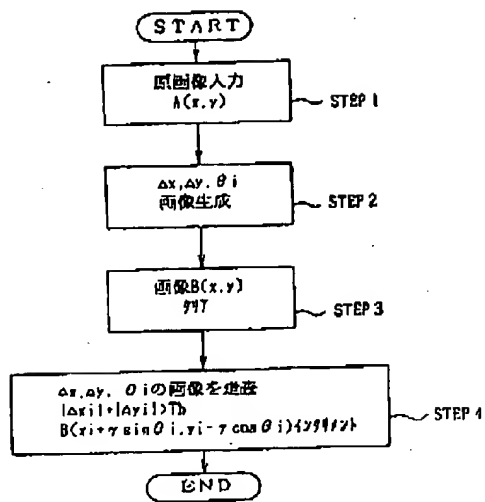 START
原画像入力
A(x,y)
STEP 1
Δx,Δy,θi
画像生成
STEP 2
画像B(x,y)
クリア
STEP 3
Δx,Δy, θiの画像を走査
|Δxi|+|Δyi|>Th
B(xi+γsinθi,yi-γcosθi)インクリメント
STEP 4
END